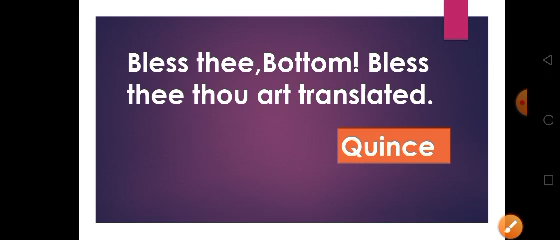 Bless thee,Bottom! Bless
thee thou art translated.
Quince